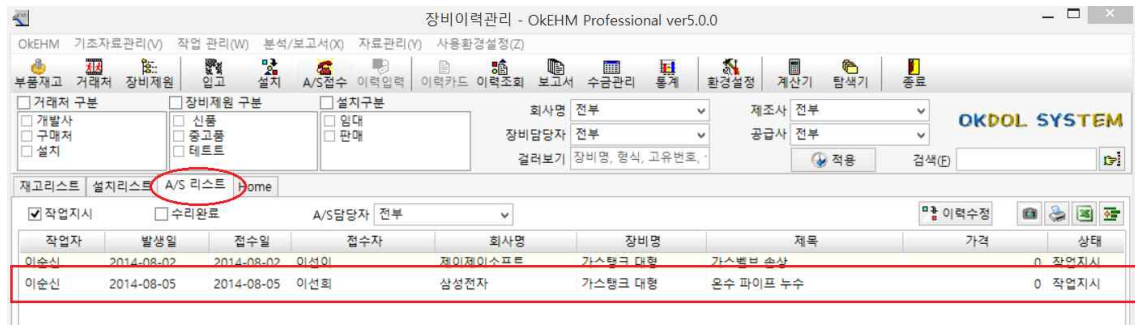 장비이력관리 - OkEHM Professional ver5.0.0
OkEHM 기초자료관리(V) 작업 관리(W) 분석/보고서(X) 자료관리(Y) 사용환경설정(Z)
부품재고 거래처 장비제원 입고 설치 A/S접수 이력입력 이력카드 이력조회 보고서 수금관리 통계 환경설정 계산기 탐색기 종료
거래처 구분 장비제원 구분 설치구분 회사명 전부 제조사 전부
개발사 신품 임대 OKDOL SYSTEM
구매처 중고품 판매 장비담당자 전부 공급사 전부
설치 테트트 걸러보기 장비명, 형식, 고유번호, 적용 검색(F)
재고리스트 설치리스트 A/S 리스트 Home
작업지시 수리완료 A/S담당자 전부 이력수정
작업자 발생일 접수일 접수자 회사명 장비명 제목 가격 상태
이순신 2014-08-02 2014-08-02 이선이 제이제이소프트 가스탱크 대형 가스밸브 손상 0 작업지시
이순신 2014-08-05 2014-08-05 이선희 삼성전자 가스탱크 대형 온수 파이프 누수 0 작업지시